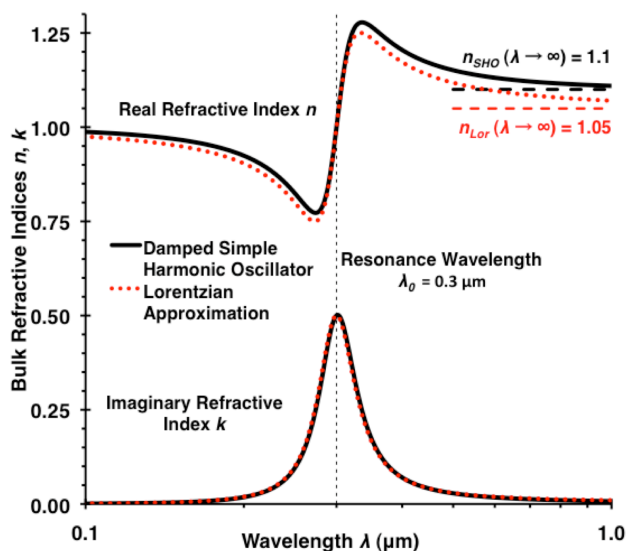 1.25
1.00
0.75
0.50
0.25
0.00
Bulk Refractive Indices n, k
n_SHO (λ → ∞) = 1.1
Real Refractive Index n
n_Lor (λ → ∞) = 1.05
Damped Simple
Harmonic Oscillator
Lorentzian
Approximation
Resonance Wavelength
λ_0 = 0.3 μm
Imaginary Refractive
Index k
0.1
Wavelength λ (μm)
1.0